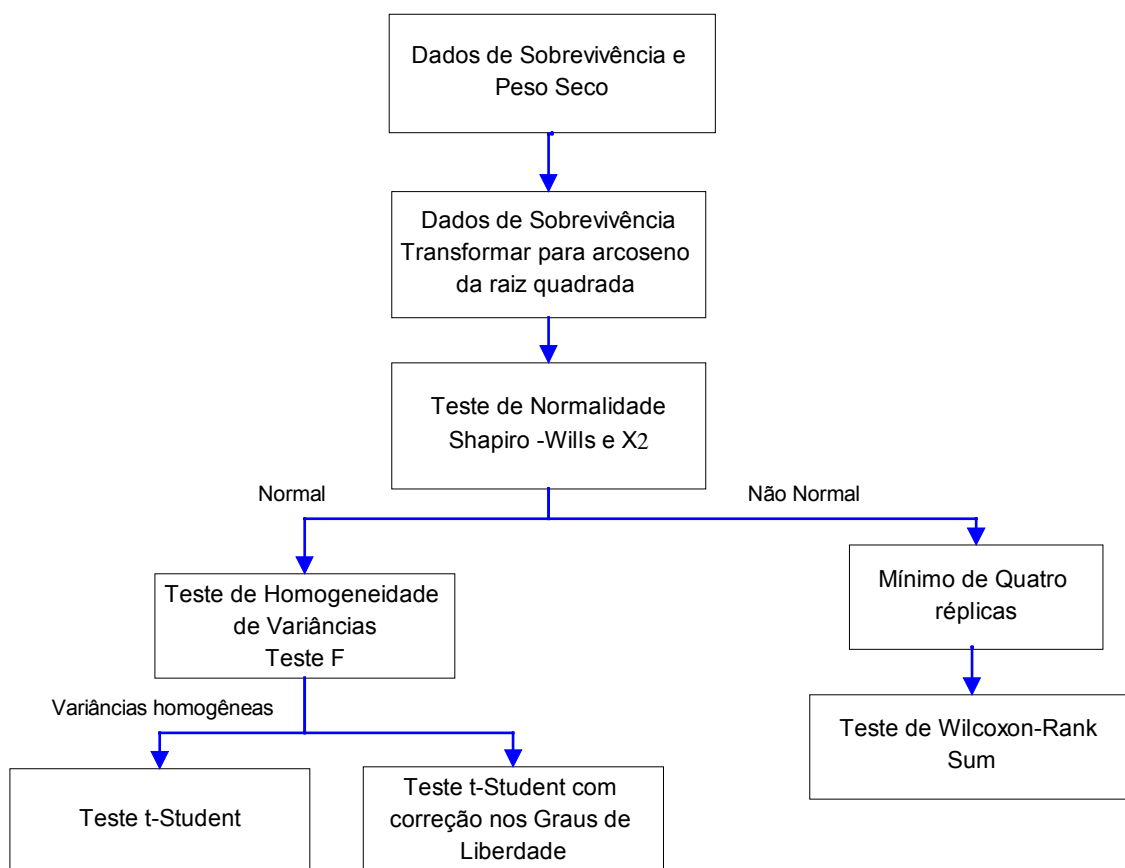 Dados de Sobrevivência e
Peso Seco
Dados de Sobrevivência
Transformar para arcoseno
da raiz quadrada
Teste de Normalidade
Shapiro -Wills e X2
Normal
Não Normal
Teste de Homogeneidade
de Variâncias
Teste F
Mínimo de Quatro
réplicas
Variâncias homogêneas
Teste de Wilcoxon-Rank
Sum
Teste t-Student
Teste t-Student com
correção nos Graus de
Liberdade